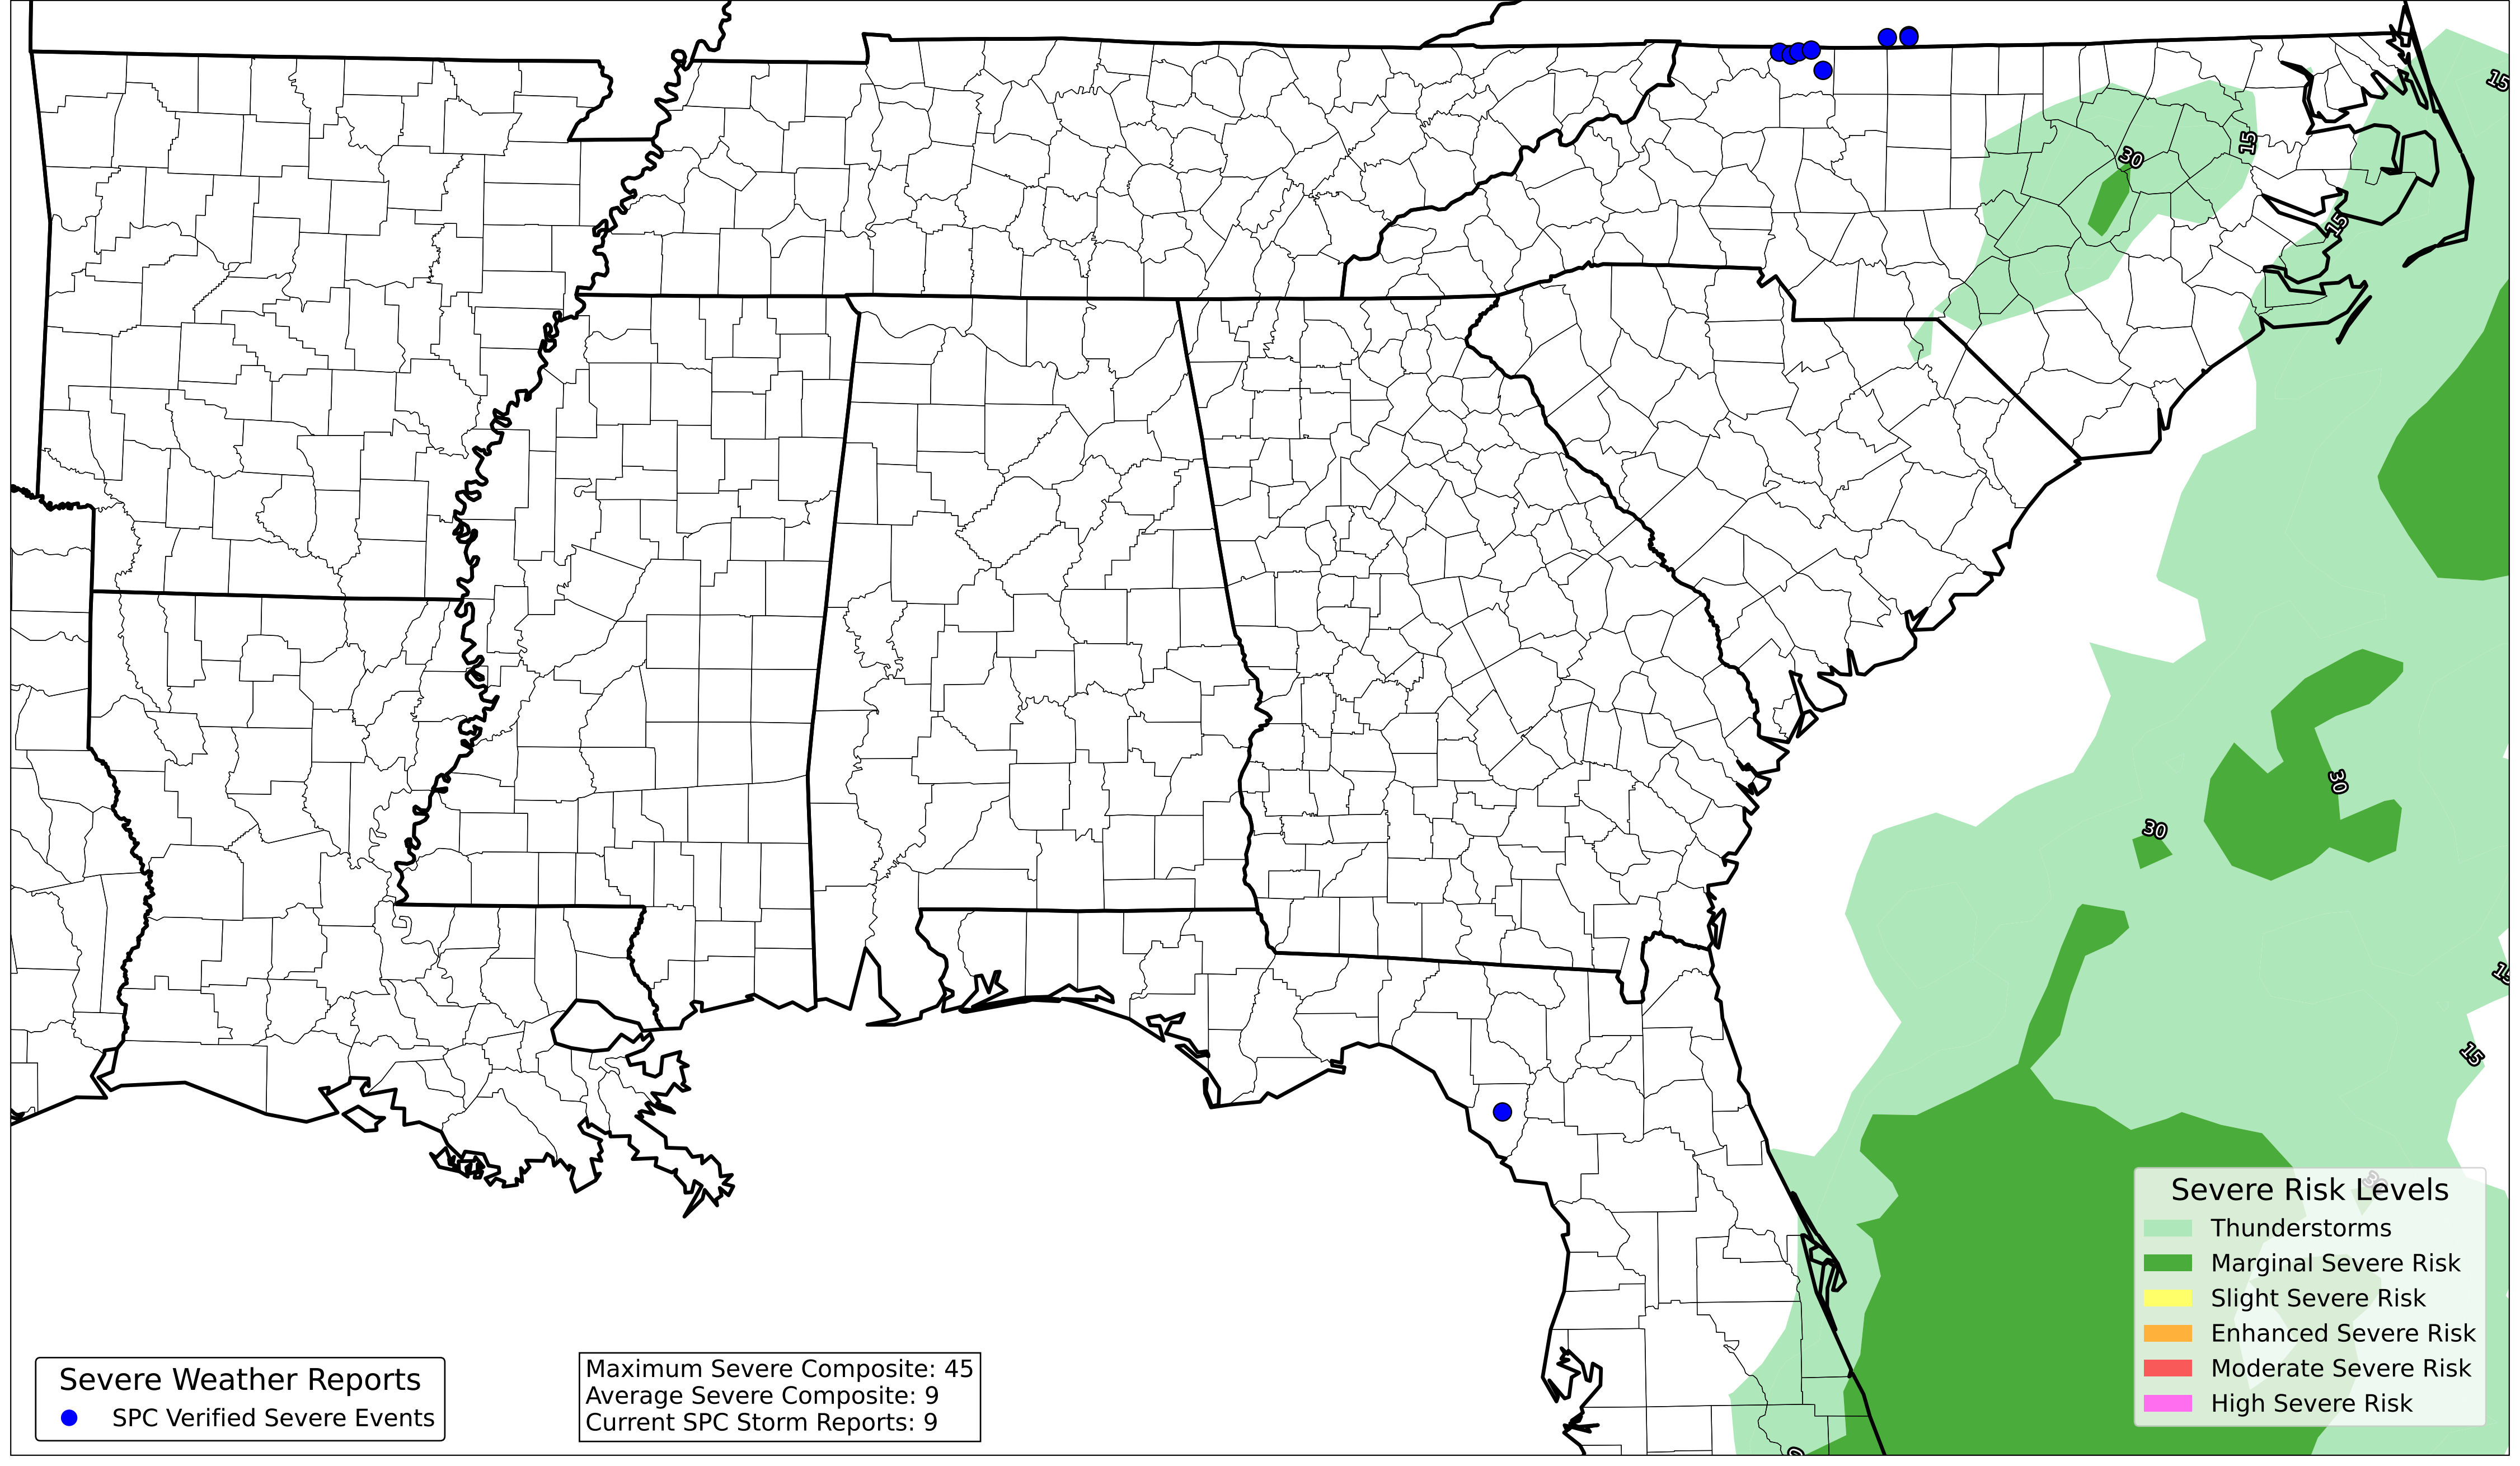 15
30
15
15
30
30
15
15
Severe Risk Levels
Thunderstorms
Marginal Severe Risk
Slight Severe Risk
Enhanced Severe Risk
Moderate Severe Risk
High Severe Risk
Severe Weather Reports
SPC Verified Severe Events
Maximum Severe Composite: 45
Average Severe Composite: 9
Current SPC Storm Reports: 9